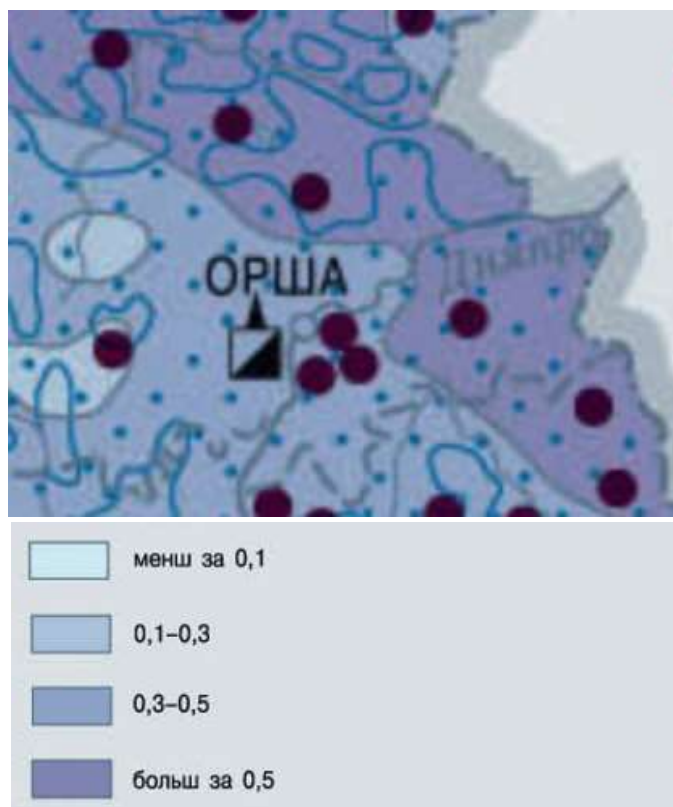 ОРША
Дняпро
менш за 0,1
0,1–0,3
0,3–0,5
больш за 0,5